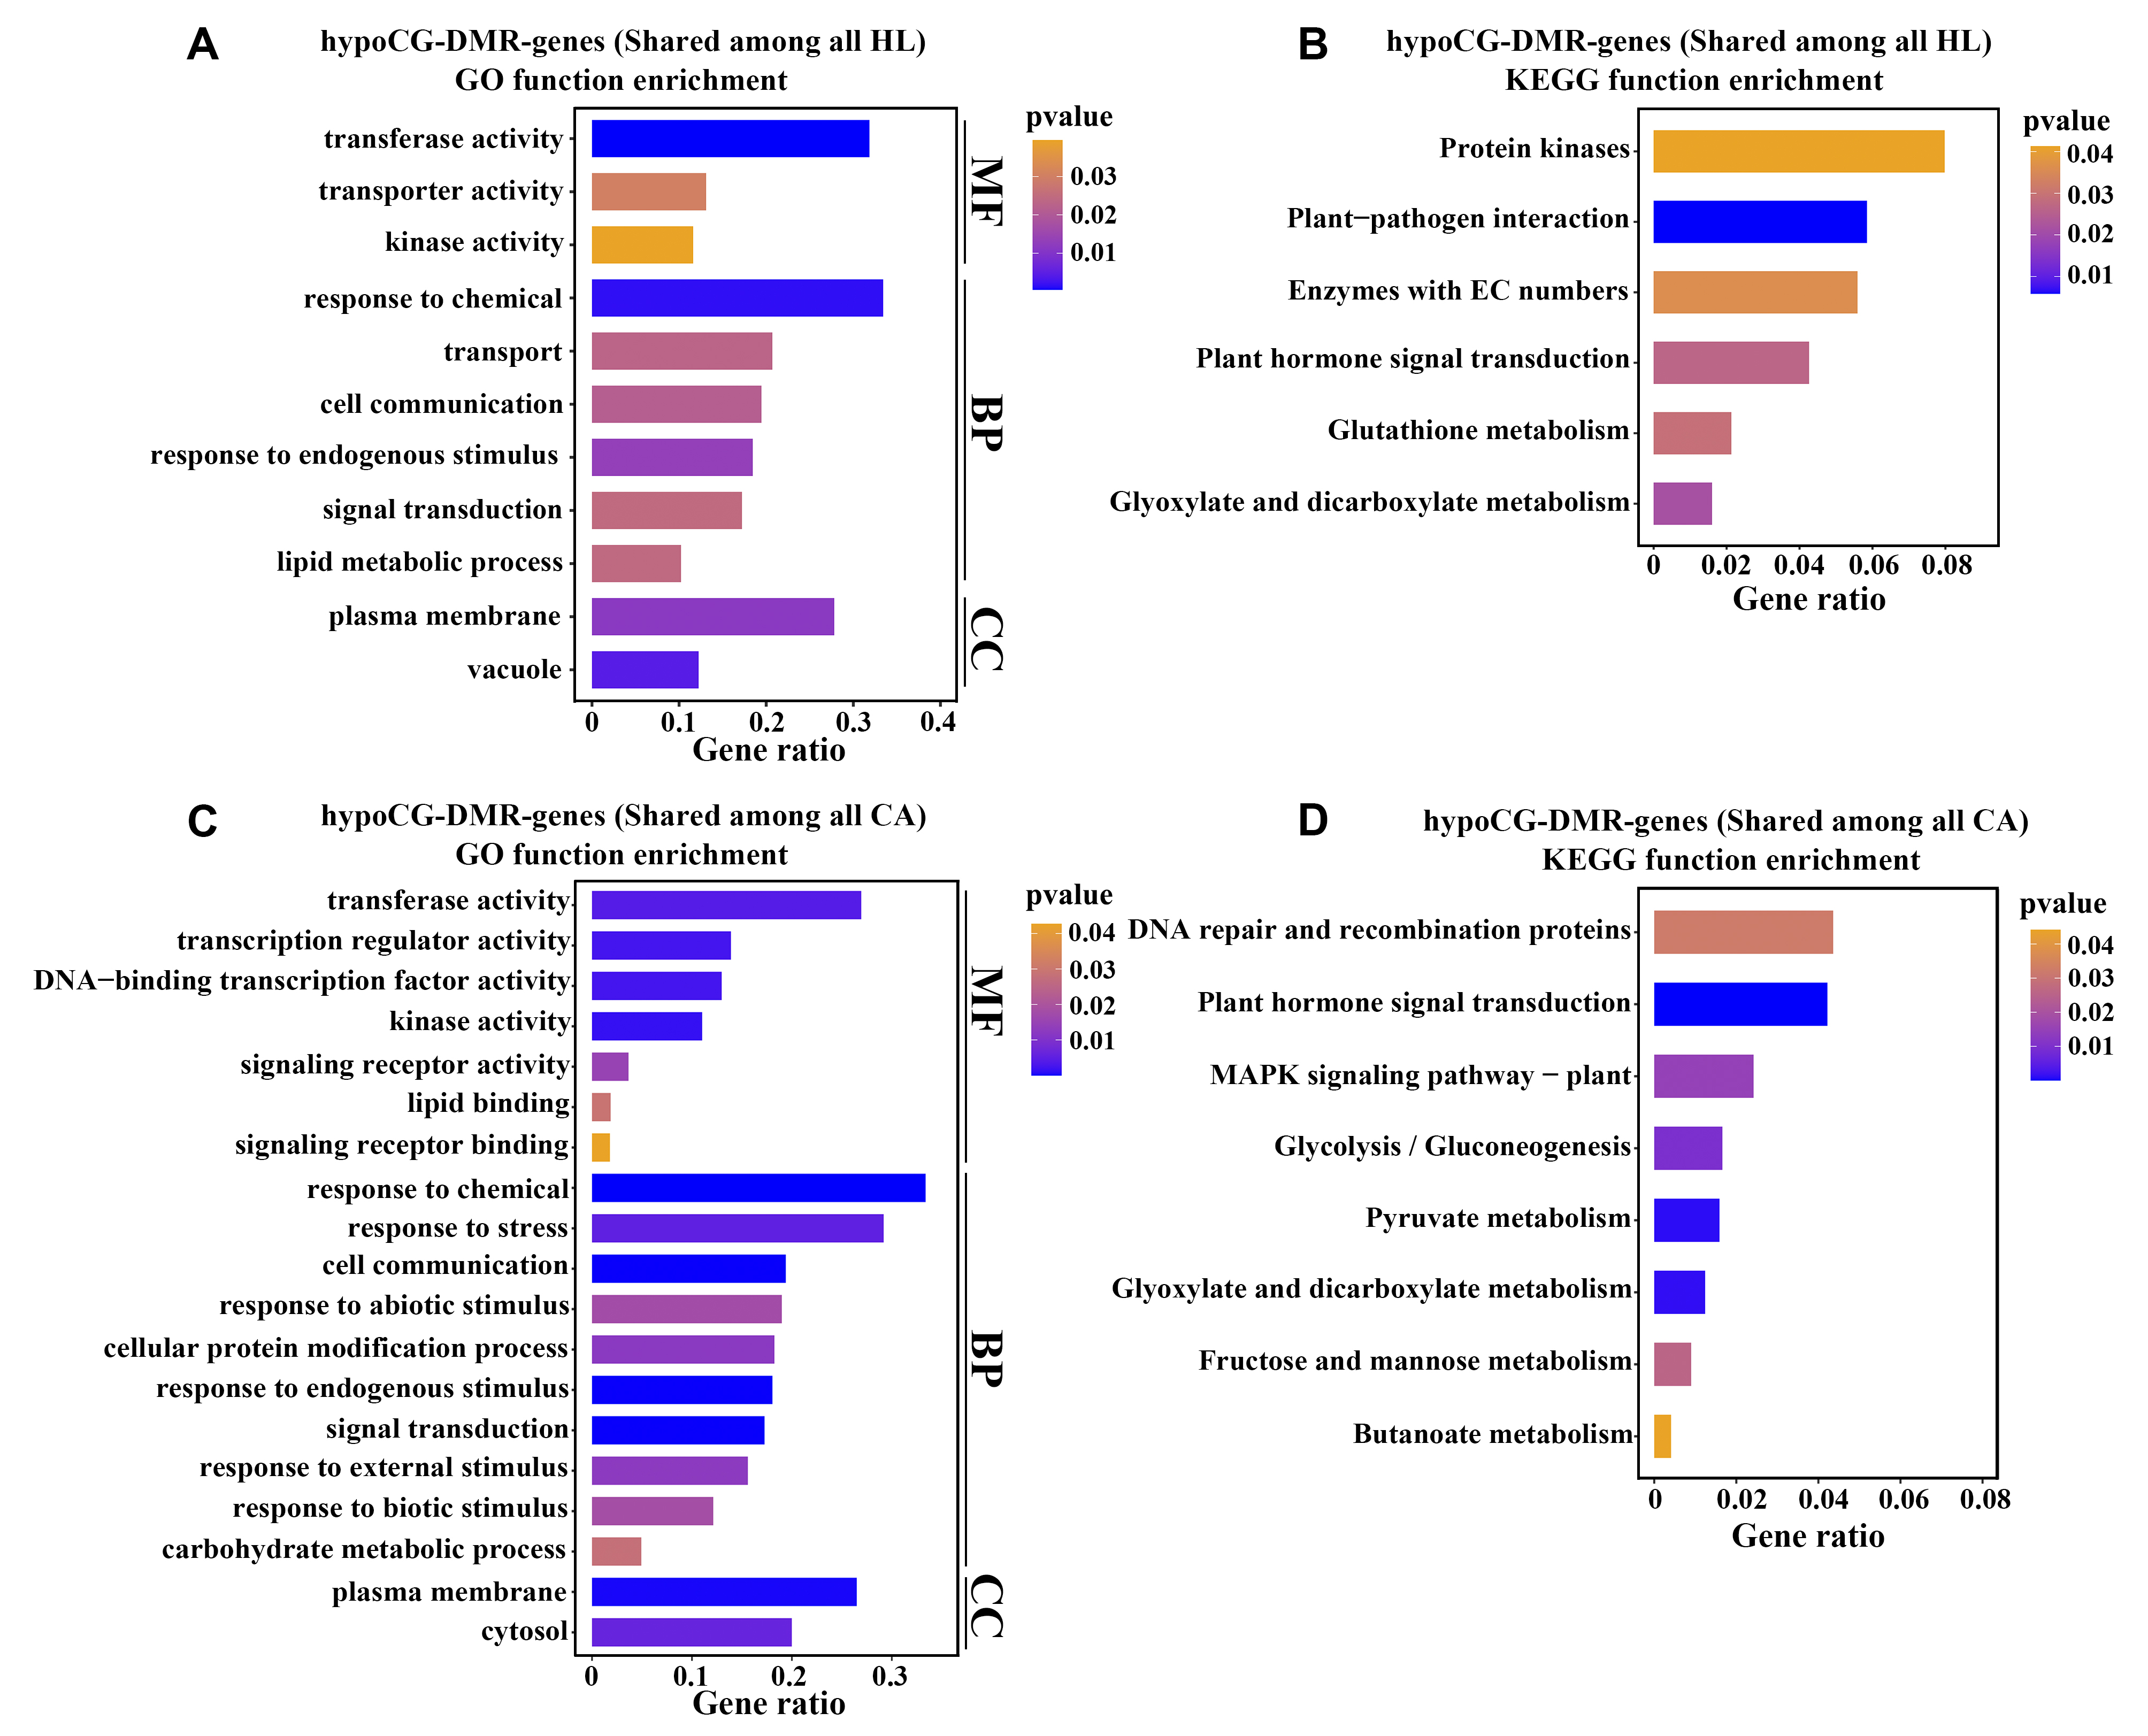 A
hypoCG-DMR-genes (Shared among all HL)
GO function enrichment
transferase activity
transporter activity
kinase activity
response to chemical
transport
cell communication
response to endogenous stimulus
signal transduction
lipid metabolic process
plasma membrane
vacuole
0 0.1 0.2 0.3 0.4
Gene ratio
MF
BP
CC
pvalue
0.03
0.02
0.01
B
hypoCG-DMR-genes (Shared among all HL)
KEGG function enrichment
Protein kinases
Plant−pathogen interaction
Enzymes with EC numbers
Plant hormone signal transduction
Glutathione metabolism
Glyoxylate and dicarboxylate metabolism
0 0.02 0.04 0.06 0.08
Gene ratio
pvalue
0.04
0.03
0.02
0.01
C
hypoCG-DMR-genes (Shared among all CA)
GO function enrichment
transferase activity
transcription regulator activity
DNA−binding transcription factor activity
kinase activity
signaling receptor activity
lipid binding
signaling receptor binding
response to chemical
response to stress
cell communication
response to abiotic stimulus
cellular protein modification process
response to endogenous stimulus
signal transduction
response to external stimulus
response to biotic stimulus
carbohydrate metabolic process
plasma membrane
cytosol
0 0.1 0.2 0.3
Gene ratio
MF
BP
CC
pvalue
0.04
0.03
0.02
0.01
D
hypoCG-DMR-genes (Shared among all CA)
KEGG function enrichment
DNA repair and recombination proteins
Plant hormone signal transduction
MAPK signaling pathway − plant
Glycolysis / Gluconeogenesis
Pyruvate metabolism
Glyoxylate and dicarboxylate metabolism
Fructose and mannose metabolism
Butanoate metabolism
0 0.02 0.04 0.06 0.08
Gene ratio
pvalue
0.04
0.03
0.02
0.01